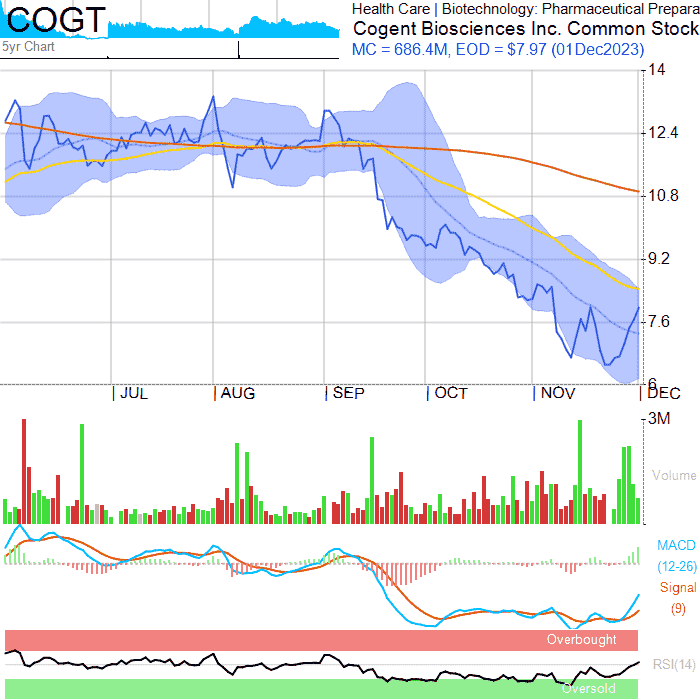 COGT
5yr Chart
Health Care | Biotechnology: Pharmaceutical Prepara
Cogent Biosciences Inc. Common Stock
MC = 686.4M, EOD = $7.97 (01Dec2023)
14
12.4
10.8
9.2
7.6
6
JUL AUG SEP OCT NOV DEC
3M
Volume
MACD
(12-26)
Signal
(9)
Overbought
RSI(14)
Oversold